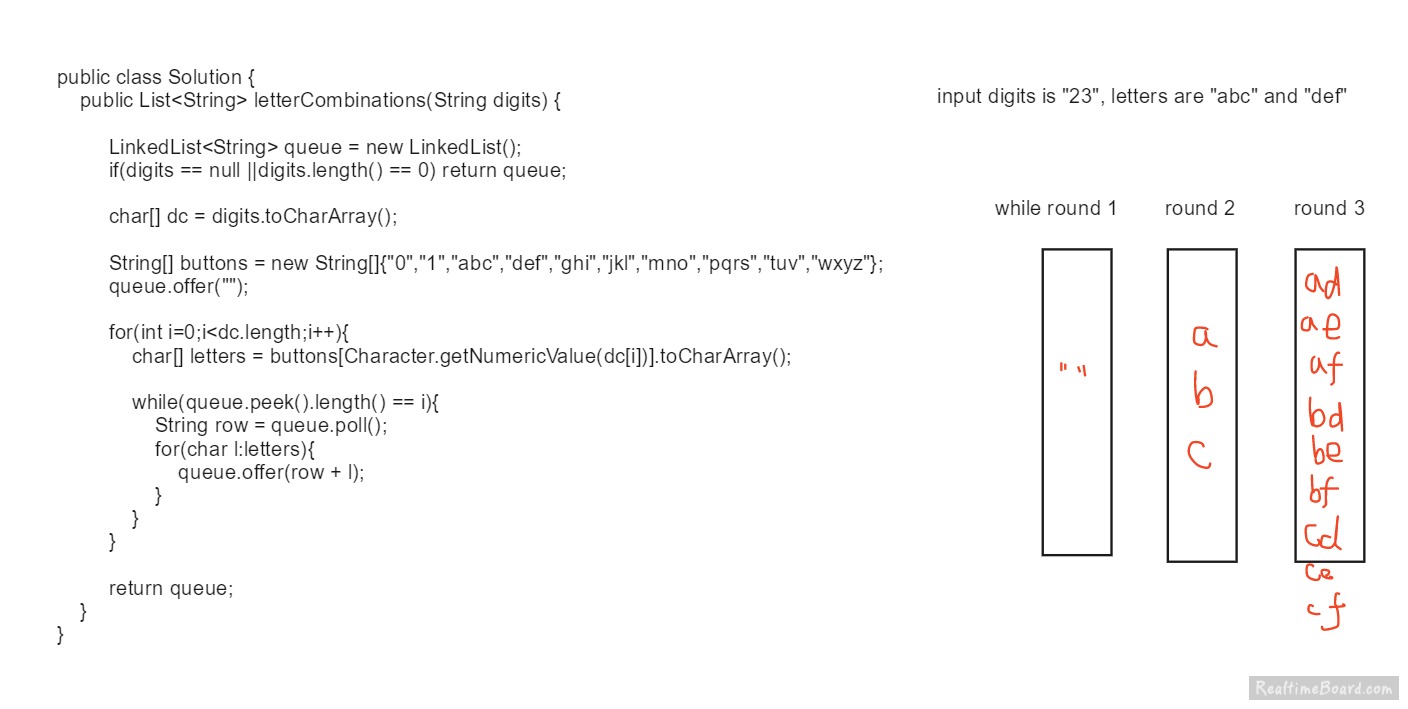 public class Solution {
public List<String> letterCombinations(String digits) {
LinkedList<String> queue = new LinkedList();
if(digits == null ||digits.length() == 0) return queue;
char[] dc = digits.toCharArray();
String[] buttons = new String[]{"0","1","abc","def","ghi","jkl","mno","pqrs","tuv","wxyz"};
queue.offer("");
for(int i=0;i<dc.length;i++){
char[] letters = buttons[Character.getNumericValue(dc[i])].toCharArray();
while(queue.peek().length() == i){
String row = queue.poll();
for(char l:letters){
queue.offer(row + l);
}
}
}
return queue;
}
}
input digits is "23", letters are "abc" and "def"
while round 1 round 2 round 3
" "
a
b
c
ad
ae
af
bd
be
bf
cd
ce
cf
RealtimeBoard.com